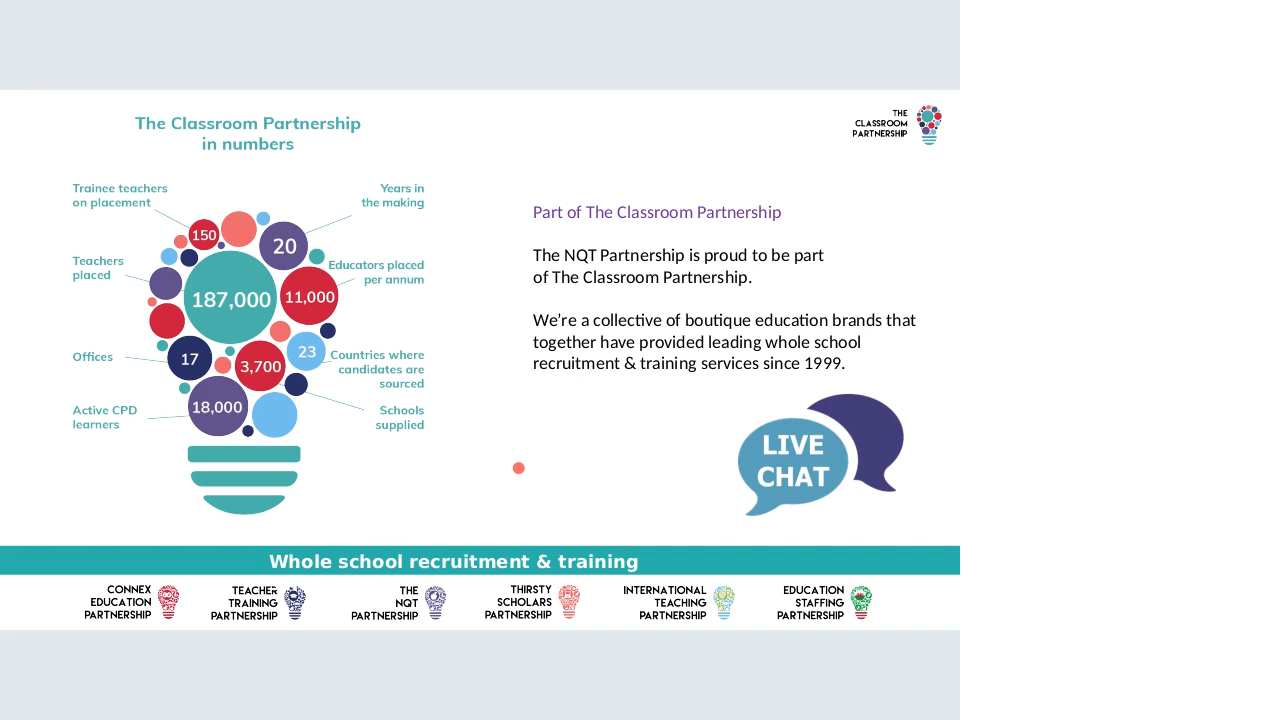 The Classroom Partnership
in numbers
THE
CLASSROOM
PARTNERSHIP
Trainee teachers
on placement
Years in
the making
150
20
Teachers
placed
Educators placed
per annum
187,000
11,000
Offices
17
3,700
23
Countries where
candidates are
sourced
Active CPD
learners
18,000
Schools
supplied
Part of The Classroom Partnership
The NQT Partnership is proud to be part
of The Classroom Partnership.
We’re a collective of boutique education brands that
together have provided leading whole school
recruitment & training services since 1999.
LIVE
CHAT
Whole school recruitment & training
CONNEX
EDUCATION
PARTNERSHIP
TEACHER
TRAINING
PARTNERSHIP
THE
NQT
PARTNERSHIP
THIRSTY
SCHOLARS
PARTNERSHIP
INTERNATIONAL
TEACHING
PARTNERSHIP
EDUCATION
STAFFING
PARTNERSHIP